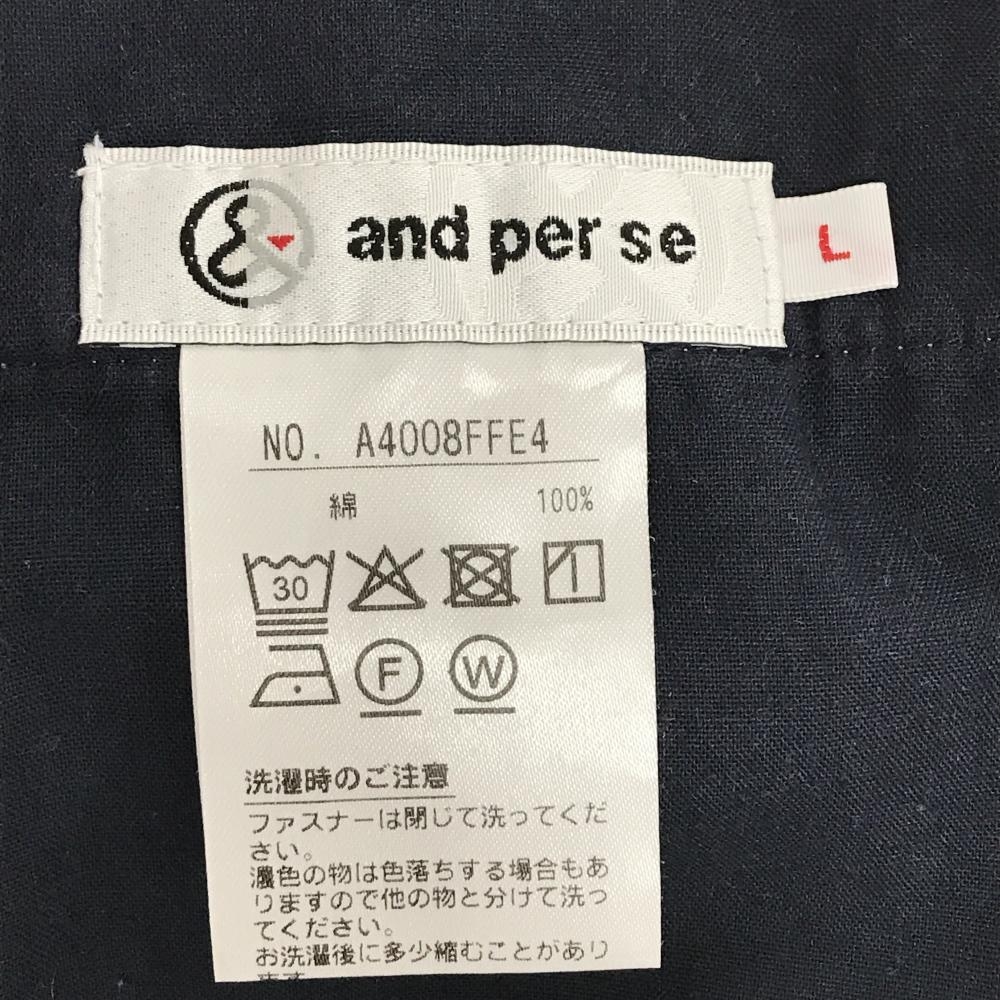 & and per se
L
NO. A4008FFE4
綿 100%
30
F W
洗濯時のご注意
ファスナーは閉じて洗ってくだ
さい。
濃色の物は色落ちする場合もあ
りますので他の物と分けて洗っ
てください。
お洗濯後に多少縮むことがあり
ます